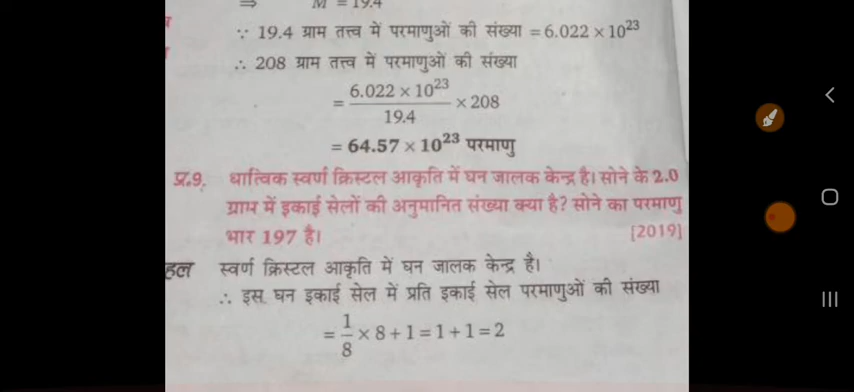 ⇒ M = 19.4
∵ 19.4 ग्राम तत्त्व में परमाणुओं की संख्या = 6.022 × 10²³
∴ 208 ग्राम तत्त्व में परमाणुओं की संख्या
= 6.022 × 10²³ / 19.4 × 208
= 64.57 × 10²³ परमाणु
प्र.9. धात्विक स्वर्ण क्रिस्टल आकृति में घन जालक केन्द्र है। सोने के 2.0
ग्राम में इकाई सेलों की अनुमानित संख्या क्या है? सोने का परमाणु
भार 197 है। [2019]
हल स्वर्ण क्रिस्टल आकृति में घन जालक केन्द्र है।
∴ इस घन इकाई सेल में प्रति इकाई सेल परमाणुओं की संख्या
= 1/8 × 8 + 1 = 1 + 1 = 2